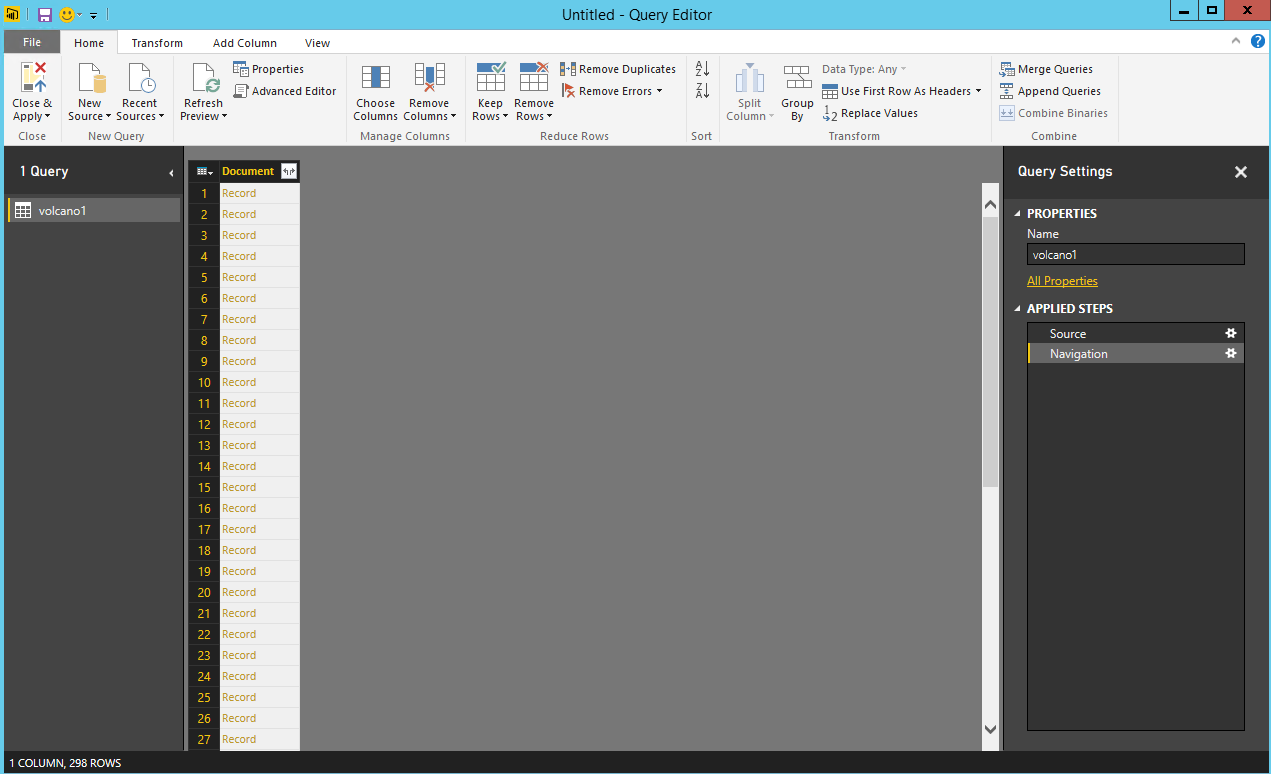 Untitled - Query Editor
File Home Transform Add Column View
Close & Apply
New Source
Recent Sources
Refresh Preview
Properties
Advanced Editor
Choose Columns
Remove Columns
Keep Rows
Remove Rows
Remove Duplicates
Remove Errors
A Z
Z A
Split Column
Group By
Data Type: Any
Use First Row As Headers
1 2 Replace Values
Merge Queries
Append Queries
Combine Binaries
Close New Query Manage Columns Reduce Rows Sort Transform Combine
1 Query
volcano1
Document
1 Record
2 Record
3 Record
4 Record
5 Record
6 Record
7 Record
8 Record
9 Record
10 Record
11 Record
12 Record
13 Record
14 Record
15 Record
16 Record
17 Record
18 Record
19 Record
20 Record
21 Record
22 Record
23 Record
24 Record
25 Record
26 Record
27 Record
Query Settings
PROPERTIES
Name
volcano1
All Properties
APPLIED STEPS
Source
Navigation
1 COLUMN, 298 ROWS